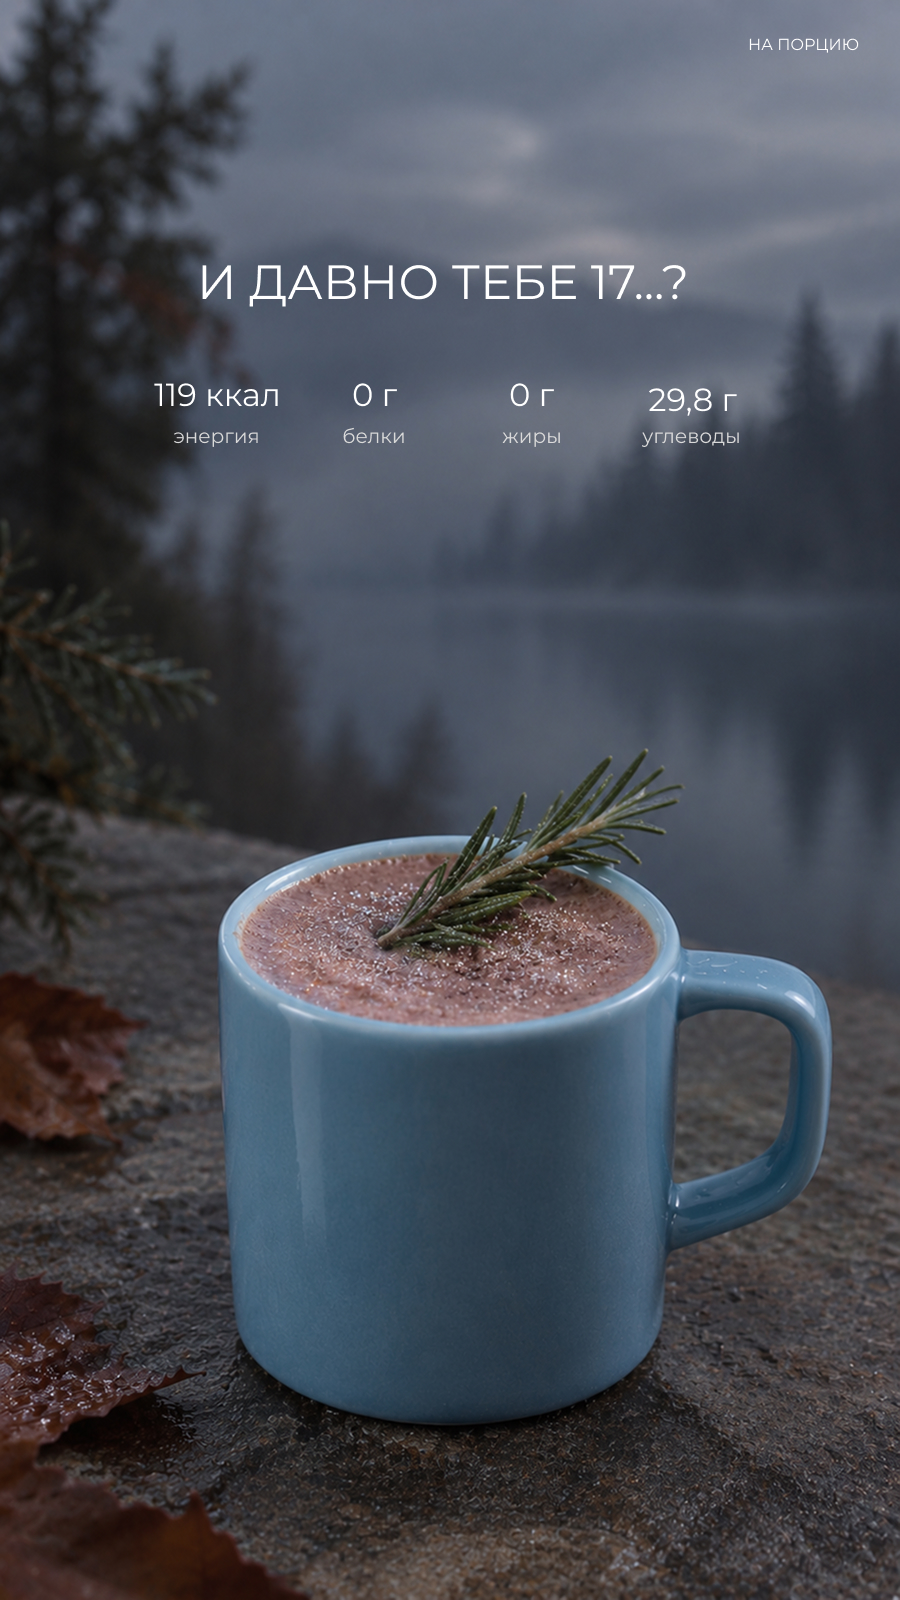 НА ПОРЦИЮ
И ДАВНО ТЕБЕ 17...?
119 ккал 0 г 0 г 29,8 г
энергия белки жиры углеводы